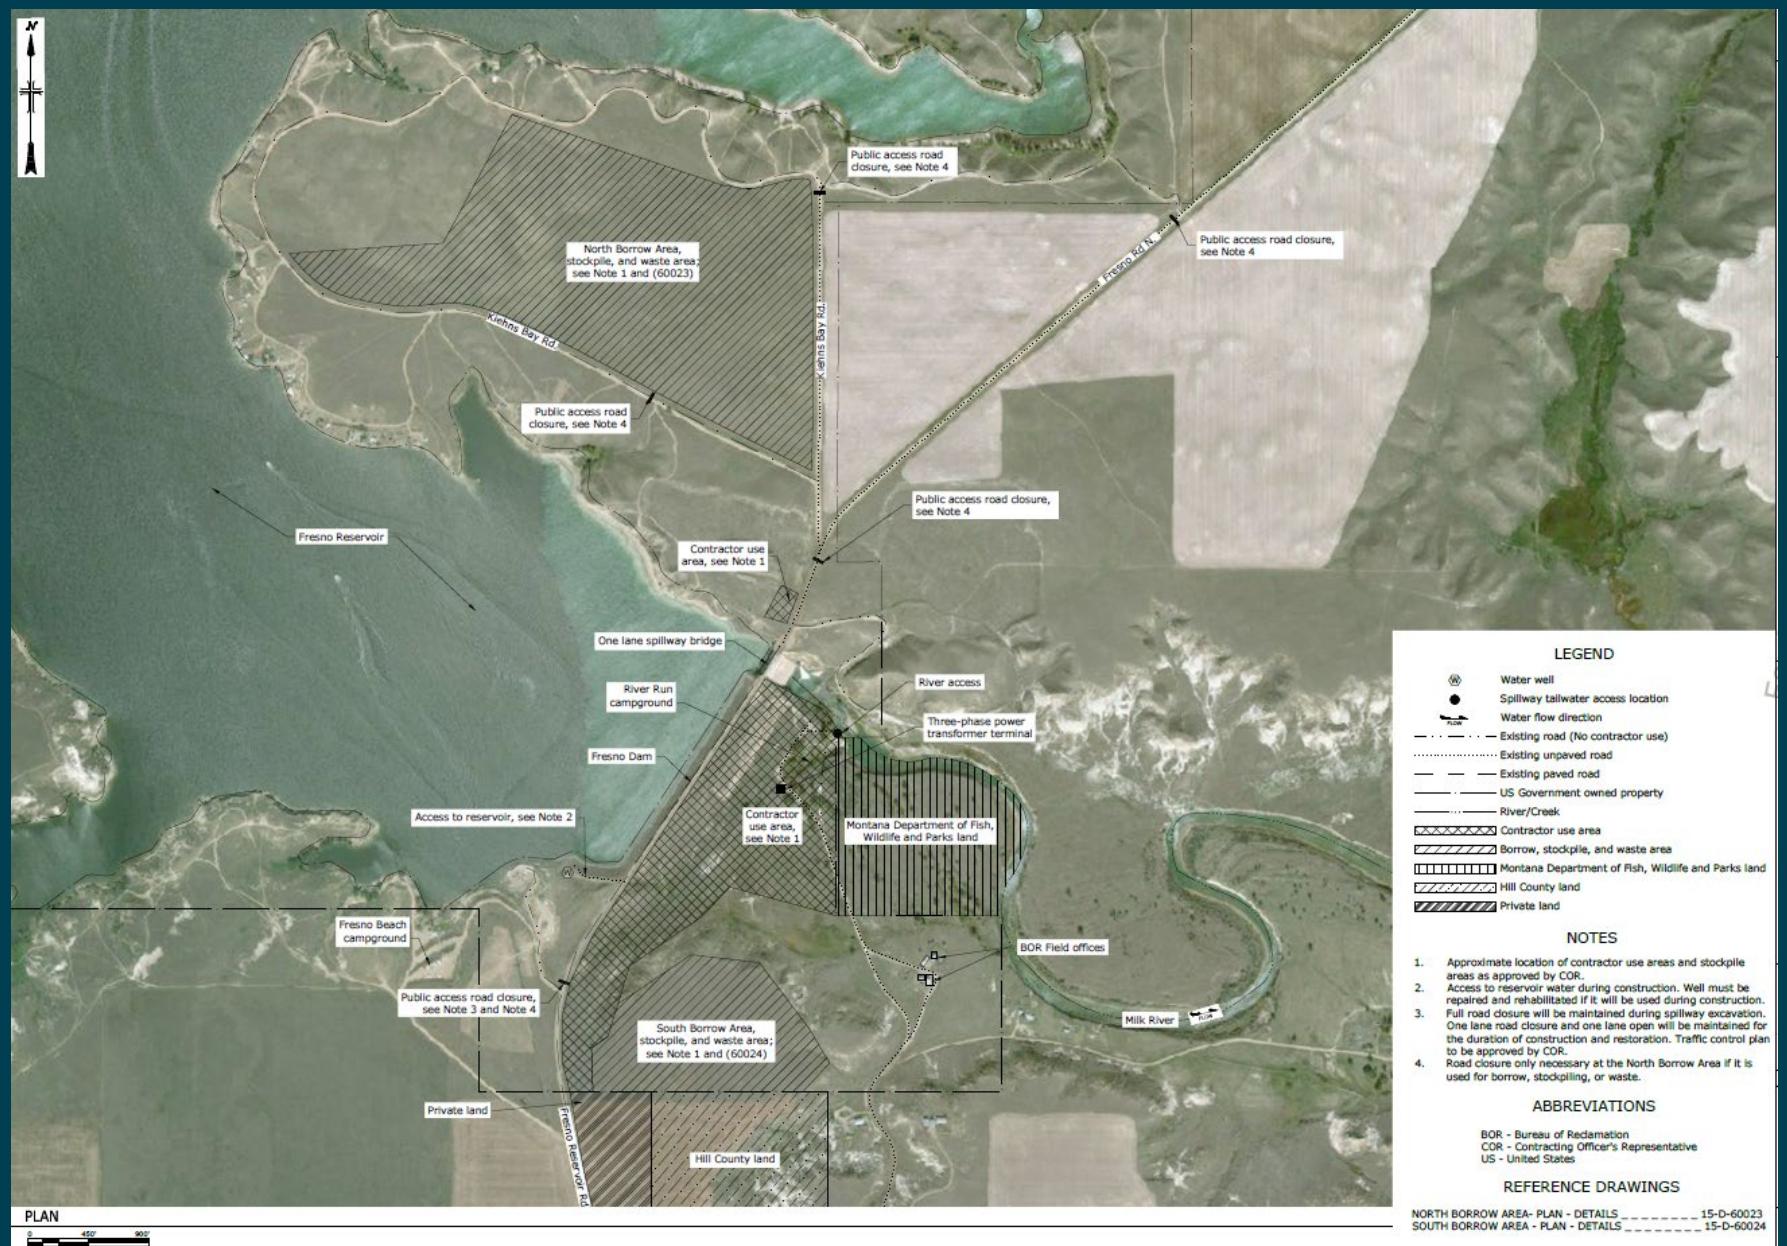 N
Public access road
closure, see Note 4
Public access road closure,
see Note 4
Fresno Rd N.
North Borrow Area,
stockpile, and waste area;
see Note 1 and (60023)
Kiehns Bay Rd.
Kiehns Bay Rd.
Public access road
closure, see Note 4
Public access road closure,
see Note 4
Fresno Reservoir
Contractor use
area, see Note 1
One lane spillway bridge
River Run
campground
River access
Three-phase power
transformer terminal
Fresno Dam
Access to reservoir, see Note 2
Contractor
use area,
see Note 1
Montana Department of Fish,
Wildlife and Parks land
W
Fresno Beach
campground
BOR Field offices
Public access road closure,
see Note 3 and Note 4
South Borrow Area,
stockpile, and waste area;
see Note 1 and (60024)
Milk River
FLOW
Private land
Fresno Reservoir Rd
Hill County land
LEGEND
W
Water well
Spillway tailwater access location
FLOW
Water flow direction
Existing road (No contractor use)
Existing unpaved road
Existing paved road
US Government owned property
River/Creek
Contractor use area
Borrow, stockpile, and waste area
Montana Department of Fish, Wildlife and Parks land
Hill County land
Private land
NOTES
1. Approximate location of contractor use areas and stockpile
areas as approved by COR.
2. Access to reservoir water during construction. Well must be
repaired and rehabilitated if it will be used during construction.
3. Full road closure will be maintained during spillway excavation.
One lane road closure and one lane open will be maintained for
the duration of construction and restoration. Traffic control plan
to be approved by COR.
4. Road closure only necessary at the North Borrow Area if it is
used for borrow, stockpiling, or waste.
ABBREVIATIONS
BOR - Bureau of Reclamation
COR - Contracting Officer's Representative
US - United States
REFERENCE DRAWINGS
NORTH BORROW AREA- PLAN - DETAILS _ _ _ _ _ _ _ _ _ 15-D-60023
SOUTH BORROW AREA - PLAN - DETAILS _ _ _ _ _ _ _ _ _ 15-D-60024
PLAN
0 450' 900'